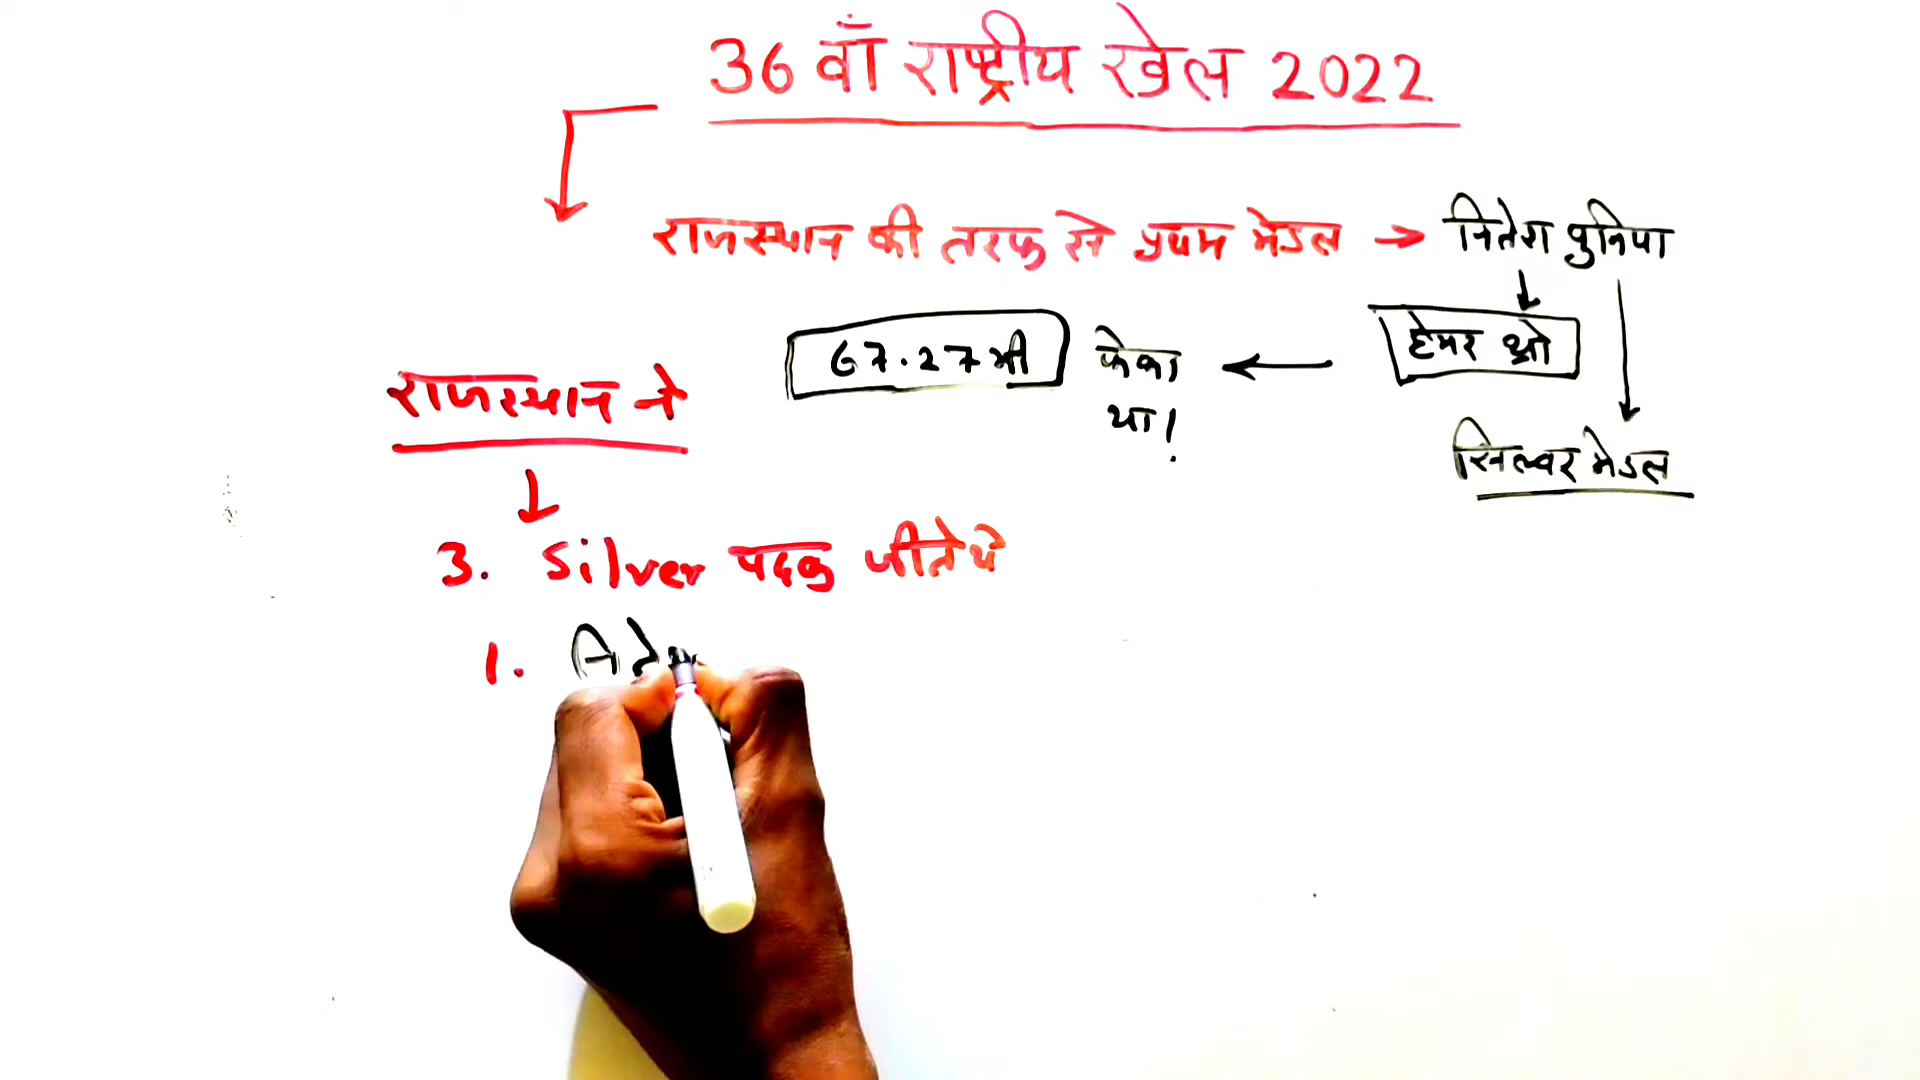 36 वाँ राष्ट्रीय खेल 2022
राजस्थान की तरफ से प्रथम मेडल → नितेश पुनिया
हेमर थ्रो
67.27 मी फेका
था!
सिल्वर मेडल
राजस्थान ने
3. Silver पदक जीते थे
1. निते